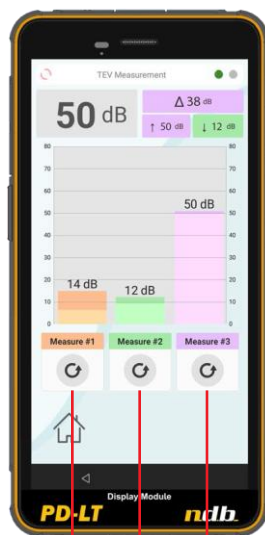 TEV Measurement
50 dB
Δ 38 dB
↑ 50 dB ↓ 12 dB
80 80
70 70
60 60
50 50
40 40
30 30
20 20
10 10
0 0
14 dB
12 dB
50 dB
Measure #1 Measure #2 Measure #3
Display Module
PD-LT ndb